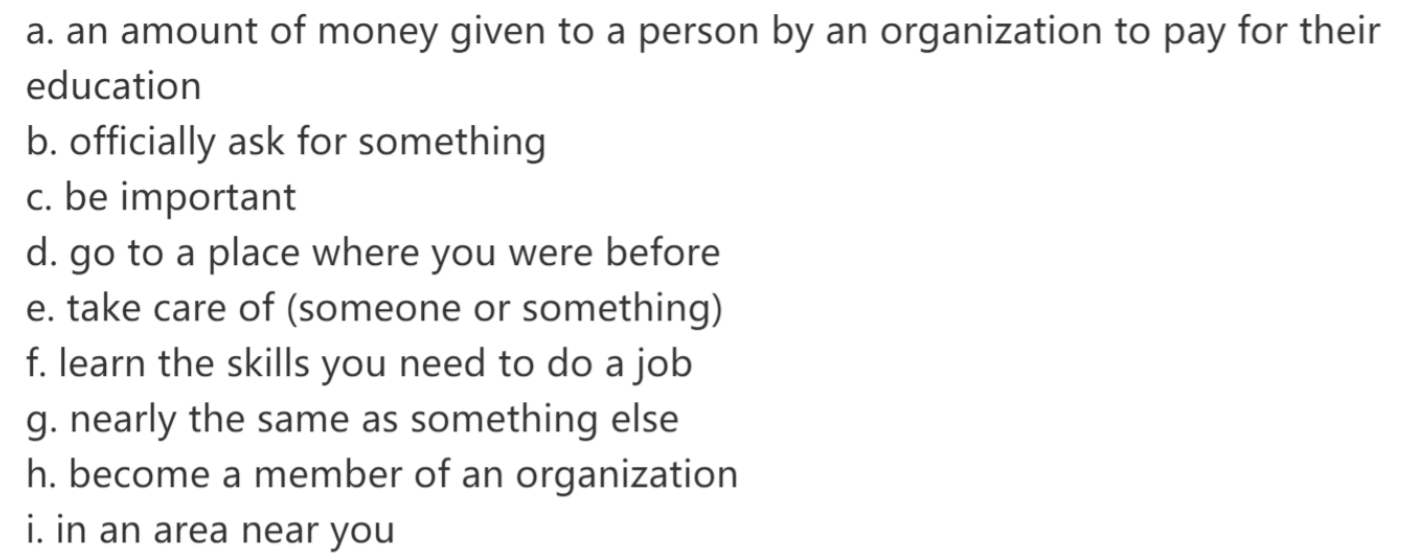 a. an amount of money given to a person by an organization to pay for their
education
b. officially ask for something
c. be important
d. go to a place where you were before
e. take care of (someone or something)
f. learn the skills you need to do a job
g. nearly the same as something else
h. become a member of an organization
i. in an area near you